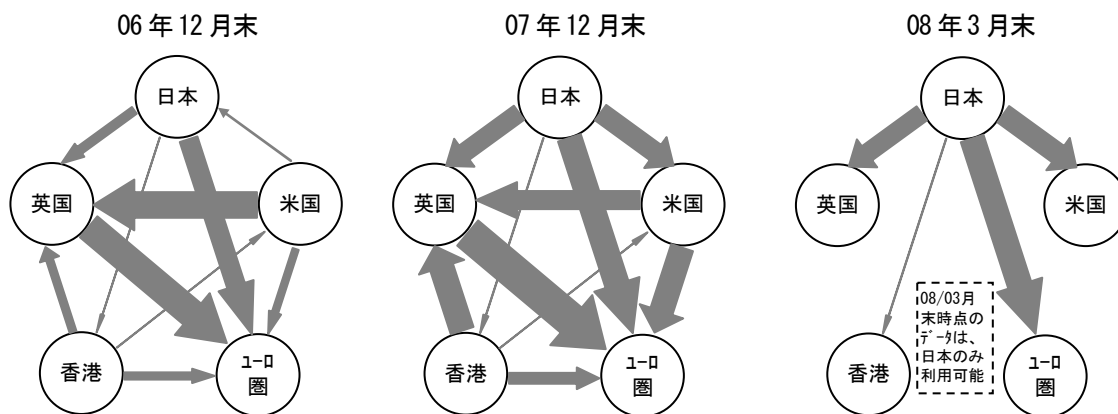 06年12月末
日本
英国
米国
香港
ユーロ
圏
07年12月末
日本
英国
米国
香港
ユーロ
圏
08年3月末
日本
英国
米国
香港
ユーロ
圏
08/03月
末時点の
データは、
日本のみ
利用可能